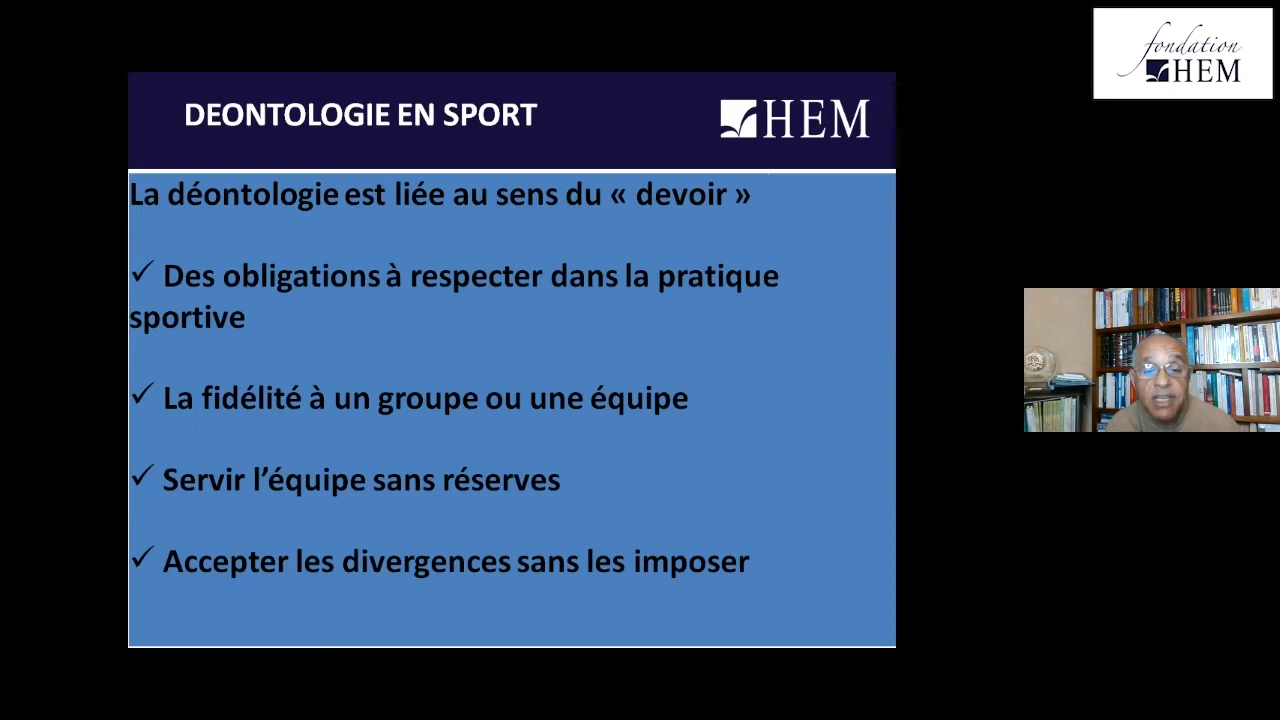 fondation
HEM
DEONTOLOGIE EN SPORT
HEM
La déontologie est liée au sens du « devoir »
✓ Des obligations à respecter dans la pratique
sportive
✓ La fidélité à un groupe ou une équipe
✓ Servir l’équipe sans réserves
✓ Accepter les divergences sans les imposer